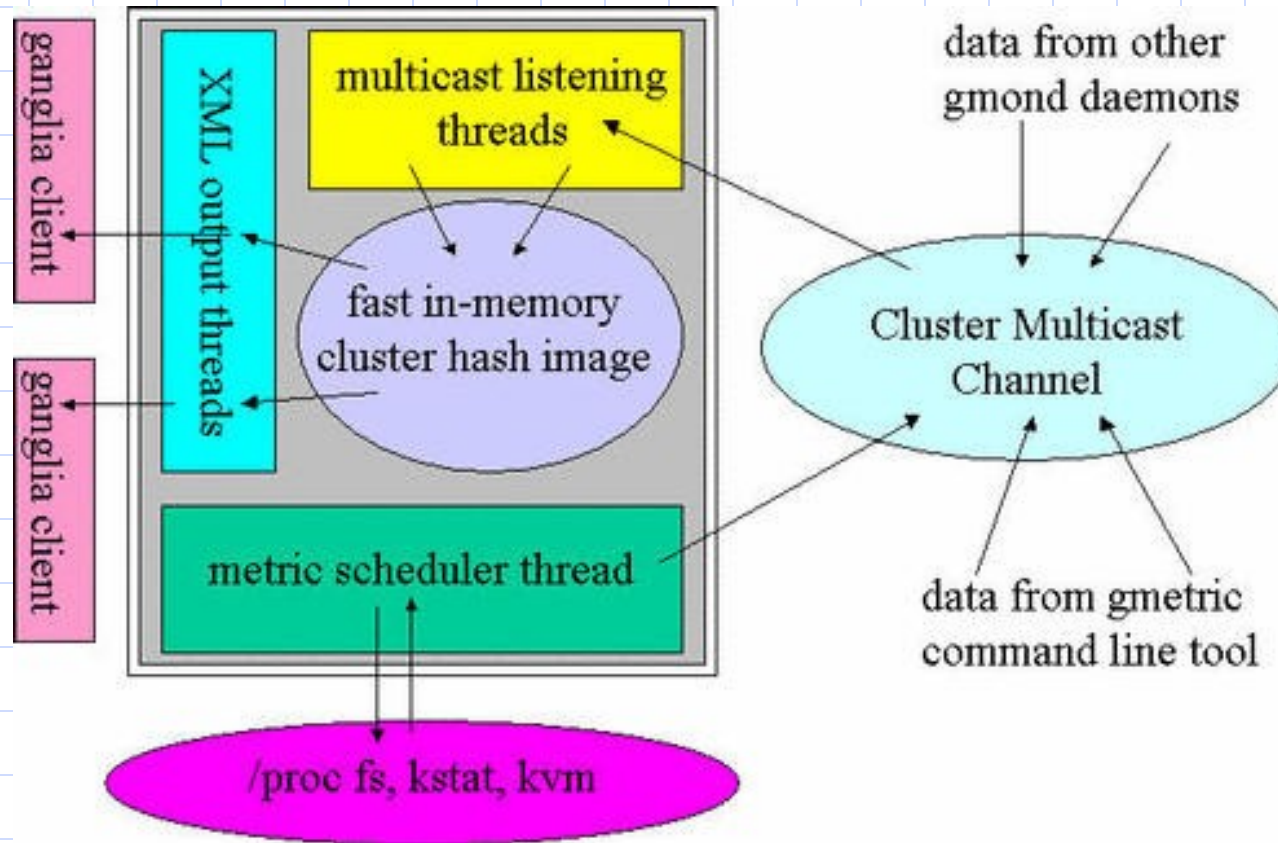 ganglia client
XML output threads
multicast listening
threads
data from other
gmond daemons
fast in-memory
cluster hash image
Cluster Multicast
Channel
ganglia client
metric scheduler thread
data from gmetric
command line tool
/proc fs, kstat, kvm